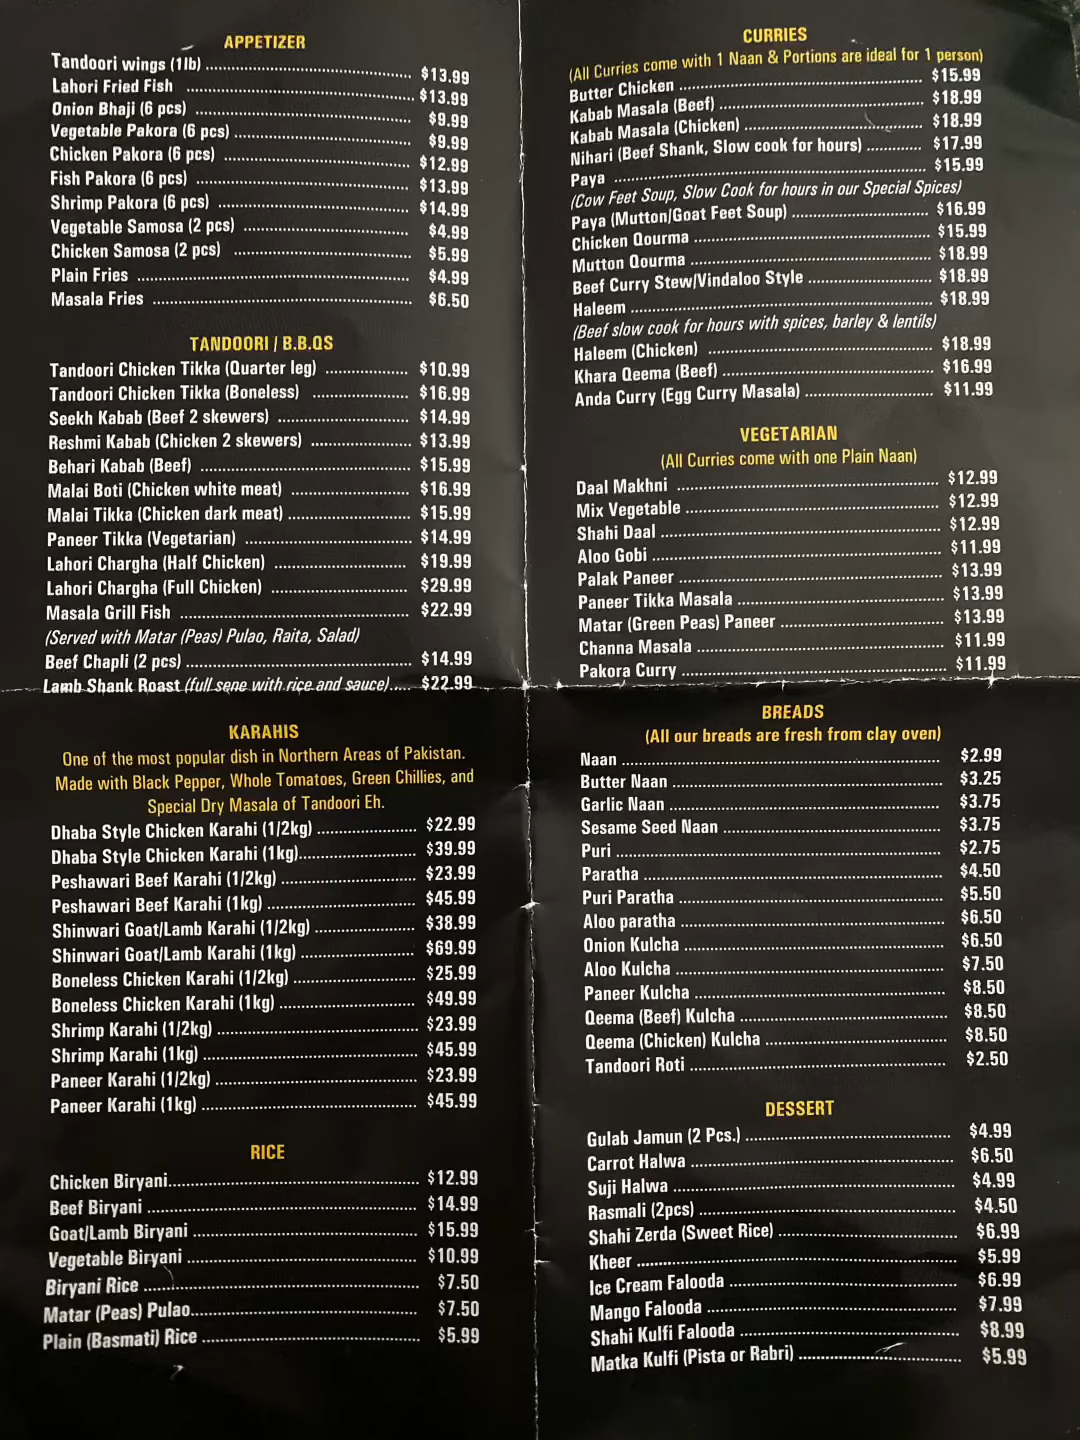 APPETIZER
Tandoori wings (1lb) $13.99
Lahori Fried Fish $13.99
Onion Bhaji (6 pcs) $9.99
Vegetable Pakora (6 pcs) $9.99
Chicken Pakora (6 pcs) $12.99
Fish Pakora (6 pcs) $13.99
Shrimp Pakora (6 pcs) $14.99
Vegetable Samosa (2 pcs) $4.99
Chicken Samosa (2 pcs) $5.99
Plain Fries $4.99
Masala Fries $6.50
TANDOORI / B.B.QS
Tandoori Chicken Tikka (Quarter leg) $10.99
Tandoori Chicken Tikka (Boneless) $16.99
Seekh Kabab (Beef 2 skewers) $14.99
Reshmi Kabab (Chicken 2 skewers) $13.99
Behari Kabab (Beef) $15.99
Malai Boti (Chicken white meat) $16.99
Malai Tikka (Chicken dark meat) $15.99
Paneer Tikka (Vegetarian) $14.99
Lahori Chargha (Half Chicken) $19.99
Lahori Chargha (Full Chicken) $29.99
Masala Grill Fish $22.99
(Served with Matar (Peas) Pulao, Raita, Salad)
Beef Chapli (2 pcs) $14.99
Lamb Shank Roast (full sene with rice and sauce) $22.99
KARAHIS
One of the most popular dish in Northern Areas of Pakistan.
Made with Black Pepper, Whole Tomatoes, Green Chillies, and
Special Dry Masala of Tandoori Eh.
Dhaba Style Chicken Karahi (1/2kg) $22.99
Dhaba Style Chicken Karahi (1kg) $39.99
Peshawari Beef Karahi (1/2kg) $23.99
Peshawari Beef Karahi (1kg) $45.99
Shinwari Goat/Lamb Karahi (1/2kg) $38.99
Shinwari Goat/Lamb Karahi (1kg) $69.99
Boneless Chicken Karahi (1/2kg) $25.99
Boneless Chicken Karahi (1kg) $49.99
Shrimp Karahi (1/2kg) $23.99
Shrimp Karahi (1kg) $45.99
Paneer Karahi (1/2kg) $23.99
Paneer Karahi (1kg) $45.99
RICE
Chicken Biryani $12.99
Beef Biryani $14.99
Goat/Lamb Biryani $15.99
Vegetable Biryani $10.99
Biryani Rice $7.50
Matar (Peas) Pulao $7.50
Plain (Basmati) Rice $5.99
CURRIES
(All Curries come with 1 Naan & Portions are ideal for 1 person)
Butter Chicken $15.99
Kabab Masala (Beef) $18.99
Kabab Masala (Chicken) $18.99
Nihari (Beef Shank, Slow cook for hours) $17.99
Paya $15.99
(Cow Feet Soup, Slow Cook for hours in our Special Spices)
Paya (Mutton/Goat Feet Soup) $16.99
Chicken Qourma $15.99
Mutton Qourma $18.99
Beef Curry Stew/Vindaloo Style $18.99
Haleem $18.99
(Beef slow cook for hours with spices, barley & lentils)
Haleem (Chicken) $18.99
Khara Qeema (Beef) $16.99
Anda Curry (Egg Curry Masala) $11.99
VEGETARIAN
(All Curries come with one Plain Naan)
Daal Makhni $12.99
Mix Vegetable $12.99
Shahi Daal $12.99
Aloo Gobi $11.99
Palak Paneer $13.99
Paneer Tikka Masala $13.99
Matar (Green Peas) Paneer $13.99
Channa Masala $11.99
Pakora Curry $11.99
BREADS
(All our breads are fresh from clay oven)
Naan $2.99
Butter Naan $3.25
Garlic Naan $3.75
Sesame Seed Naan $3.75
Puri $2.75
Paratha $4.50
Puri Paratha $5.50
Aloo paratha $6.50
Onion Kulcha $6.50
Aloo Kulcha $7.50
Paneer Kulcha $8.50
Qeema (Beef) Kulcha $8.50
Qeema (Chicken) Kulcha $8.50
Tandoori Roti $2.50
DESSERT
Gulab Jamun (2 Pcs.) $4.99
Carrot Halwa $6.50
Suji Halwa $4.99
Rasmali (2pcs) $4.50
Shahi Zerda (Sweet Rice) $6.99
Kheer $5.99
Ice Cream Falooda $6.99
Mango Falooda $7.99
Shahi Kulfi Falooda $8.99
Matka Kulfi (Pista or Rabri) $5.99